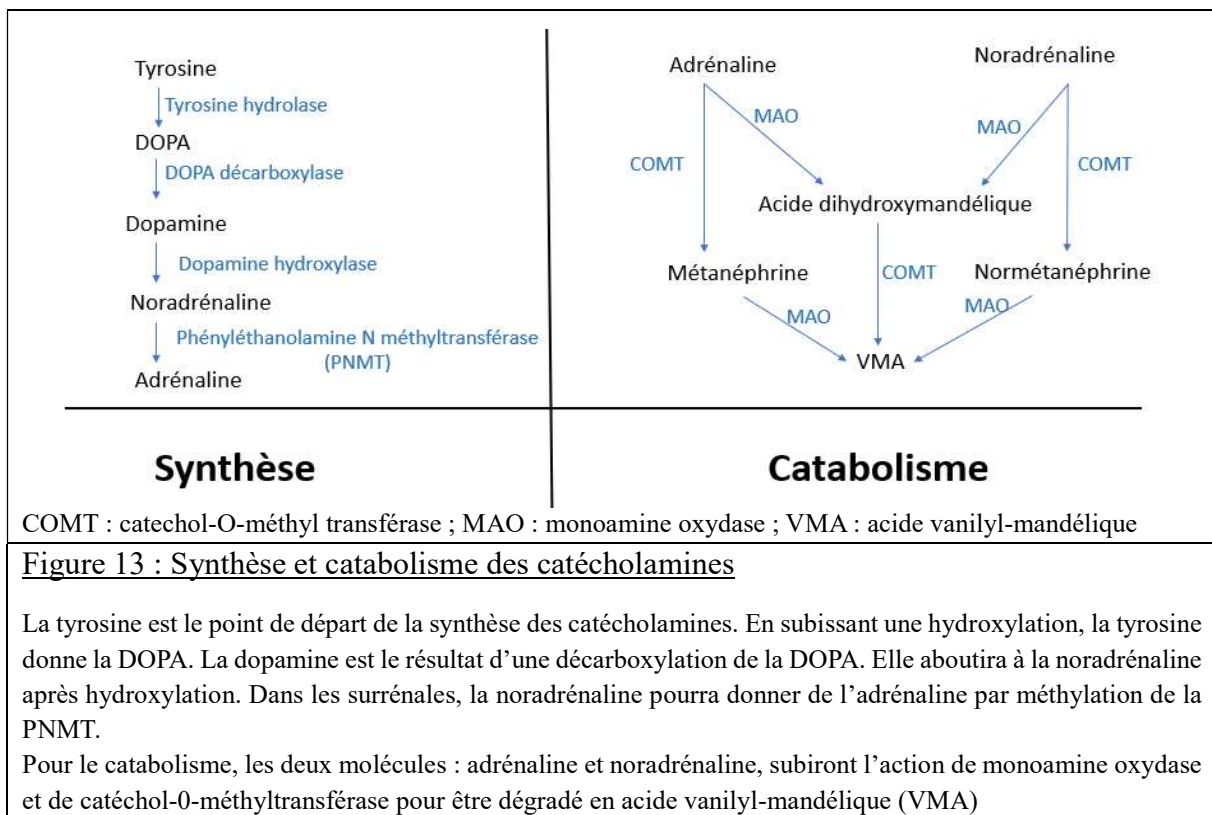 Tyrosine
Tyrosine hydrolase
DOPA
DOPA décarboxylase
Dopamine
Dopamine hydroxylase
Noradrénaline
Phényléthanolamine N méthyltransférase
(PNMT)
Adrénaline
Synthèse
Adrénaline
Noradrénaline
MAO
MAO
COMT
COMT
Acide dihydroxymandélique
Métanéphrine
COMT
Normétanéphrine
MAO
MAO
VMA
Catabolisme
COMT : catechol-O-méthyl transférase ; MAO : monoamine oxydase ; VMA : acide vanilyl-mandélique
Figure 13 : Synthèse et catabolisme des catécholamines
La tyrosine est le point de départ de la synthèse des catécholamines. En subissant une hydroxylation, la tyrosine
donne la DOPA. La dopamine est le résultat d’une décarboxylation de la DOPA. Elle aboutira à la noradrénaline
après hydroxylation. Dans les surrénales, la noradrénaline pourra donner de l’adrénaline par méthylation de la
PNMT.
Pour le catabolisme, les deux molécules : adrénaline et noradrénaline, subiront l’action de monoamine oxydase
et de catéchol-0-méthyltransférase pour être dégradé en acide vanilyl-mandélique (VMA)